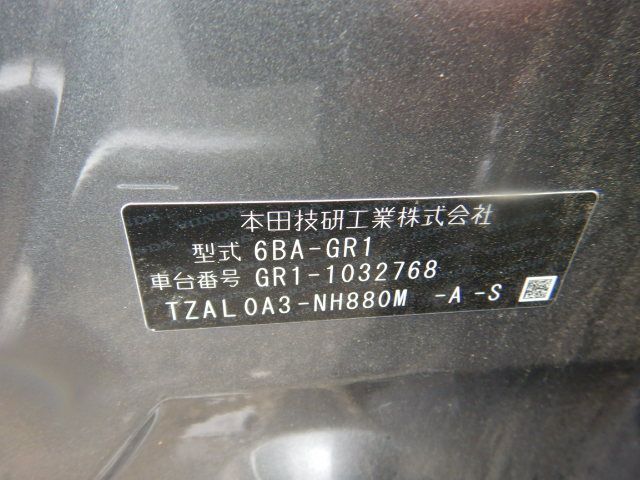 本田技研工業株式会社
型式 6BA-GR1
車台番号 GR1-1032768
TZAL0A3-NH880M -A-S